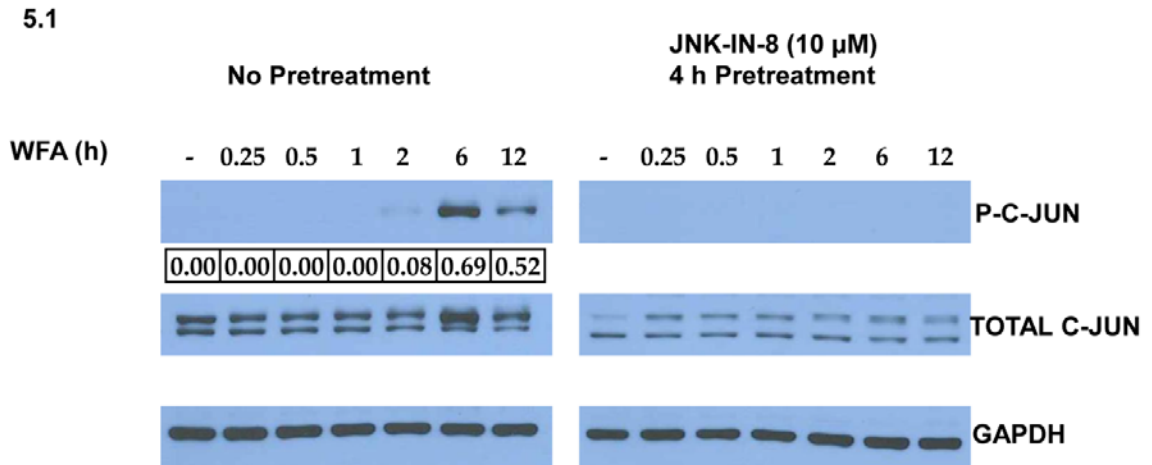 5.1
No Pretreatment
JNK-IN-8 (10 µM)
4 h Pretreatment
WFA (h) - 0.25 0.5 1 2 6 12 - 0.25 0.5 1 2 6 12
P-C-JUN
0.00 0.00 0.00 0.00 0.08 0.69 0.52
TOTAL C-JUN
GAPDH